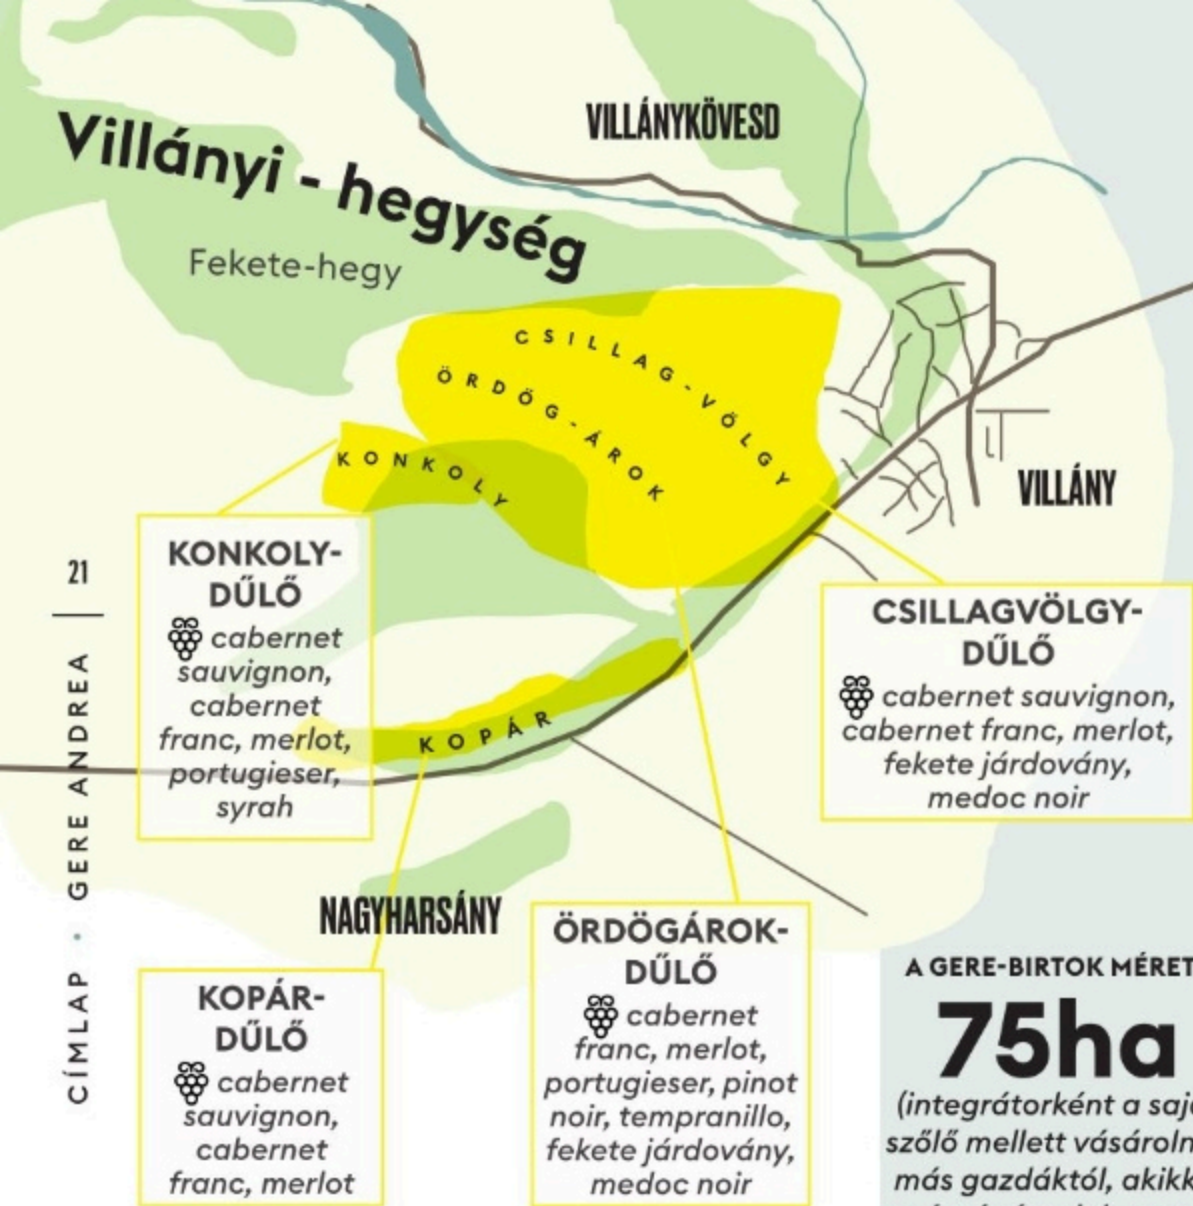 VILLÁNYKÖVESD
Villányi - hegység
Fekete-hegy
CSILLAG-VÖLGY
ÖRDÖG-ÁROK
KONKOLY
VILLÁNY
KONKOLY-
DŰLŐ
cabernet
sauvignon,
cabernet
franc, merlot,
portugieser,
syrah
CSILLAGVÖLGY-
DŰLŐ
cabernet sauvignon,
cabernet franc, merlot,
fekete járdovány,
medoc noir
KOPÁR
NAGYHARSÁNY
KOPÁR-
DŰLŐ
cabernet
sauvignon,
cabernet
franc, merlot
ÖRDÖGÁROK-
DŰLŐ
cabernet
franc, merlot,
portugieser, pinot
noir, tempranillo,
fekete járdovány,
medoc noir
A GERE-BIRTOK MÉRET
75ha
(integrátorként a saj
szőlő mellett vásároln
más gazdáktól, akikk
21
CÍMLAP • GERE ANDREA